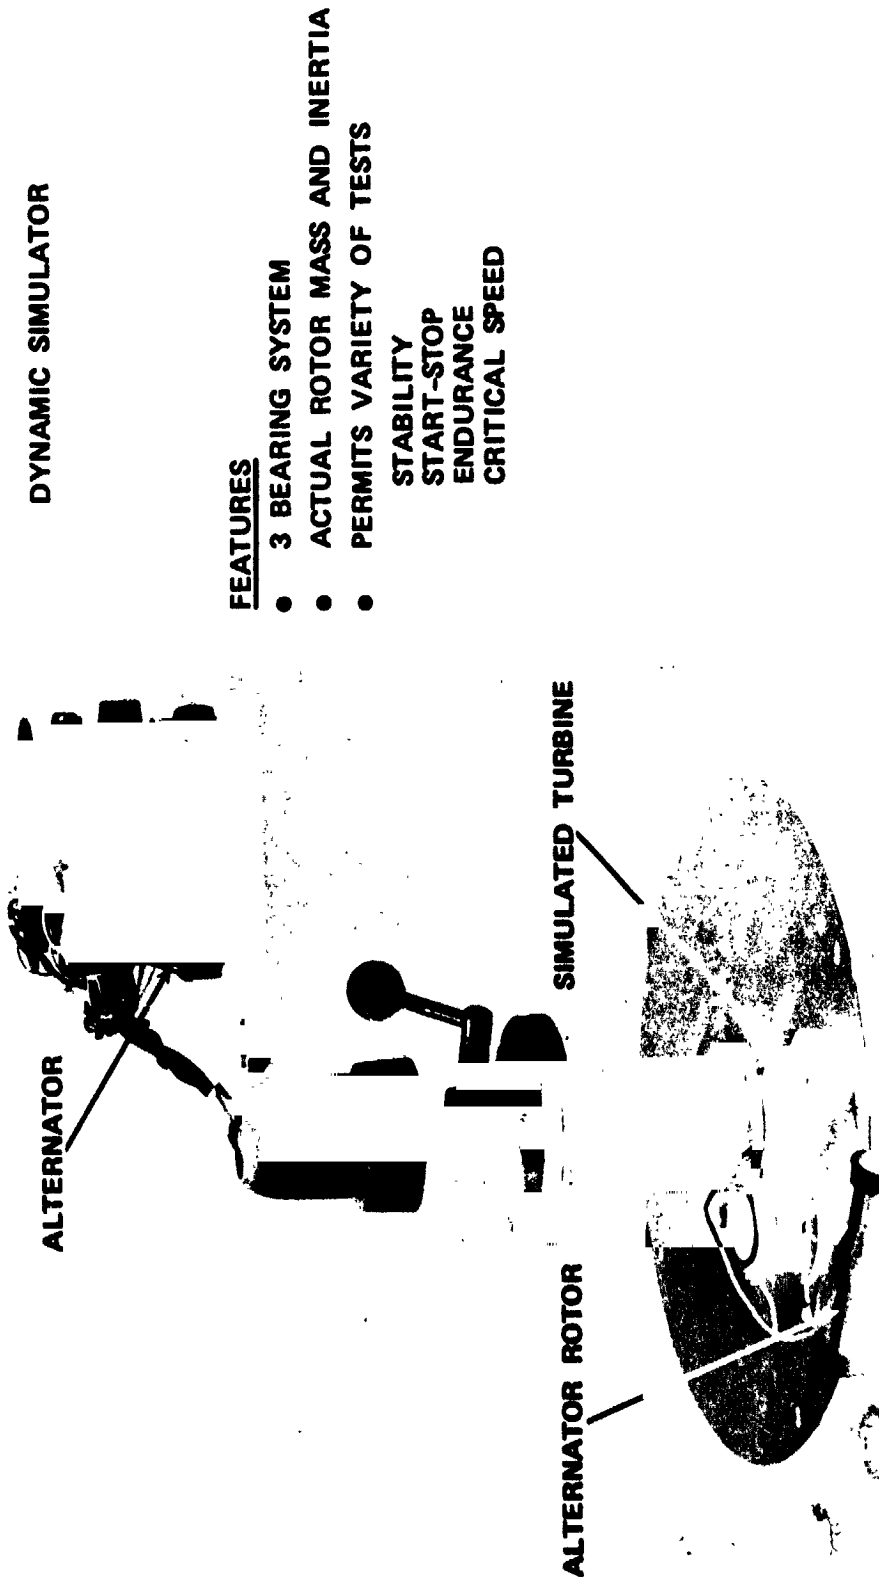 DYNAMIC SIMULATOR
FEATURES
● 3 BEARING SYSTEM
● ACTUAL ROTOR MASS AND INERTIA
● PERMITS VARIETY OF TESTS
STABILITY
START-STOP
ENDURANCE
CRITICAL SPEED
ALTERNATOR
SIMULATED TURBINE
ALTERNATOR ROTOR